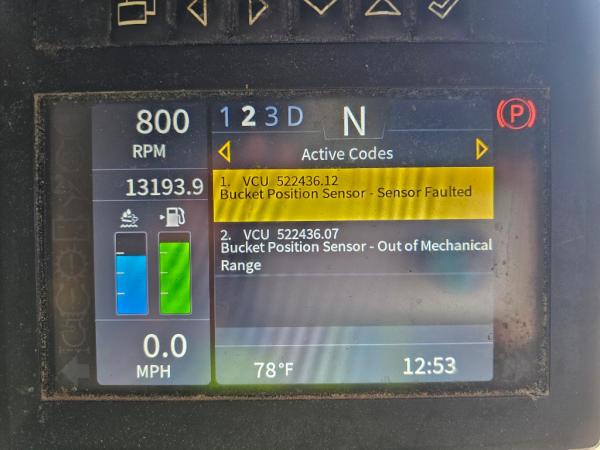 800
RPM
13193.9
0.0
MPH
1 2 3 D
N
P
Active Codes
1. VCU 522436.12
Bucket Position Sensor - Sensor Faulted
2. VCU 522436.07
Bucket Position Sensor - Out of Mechanical
Range
78°F
12:53